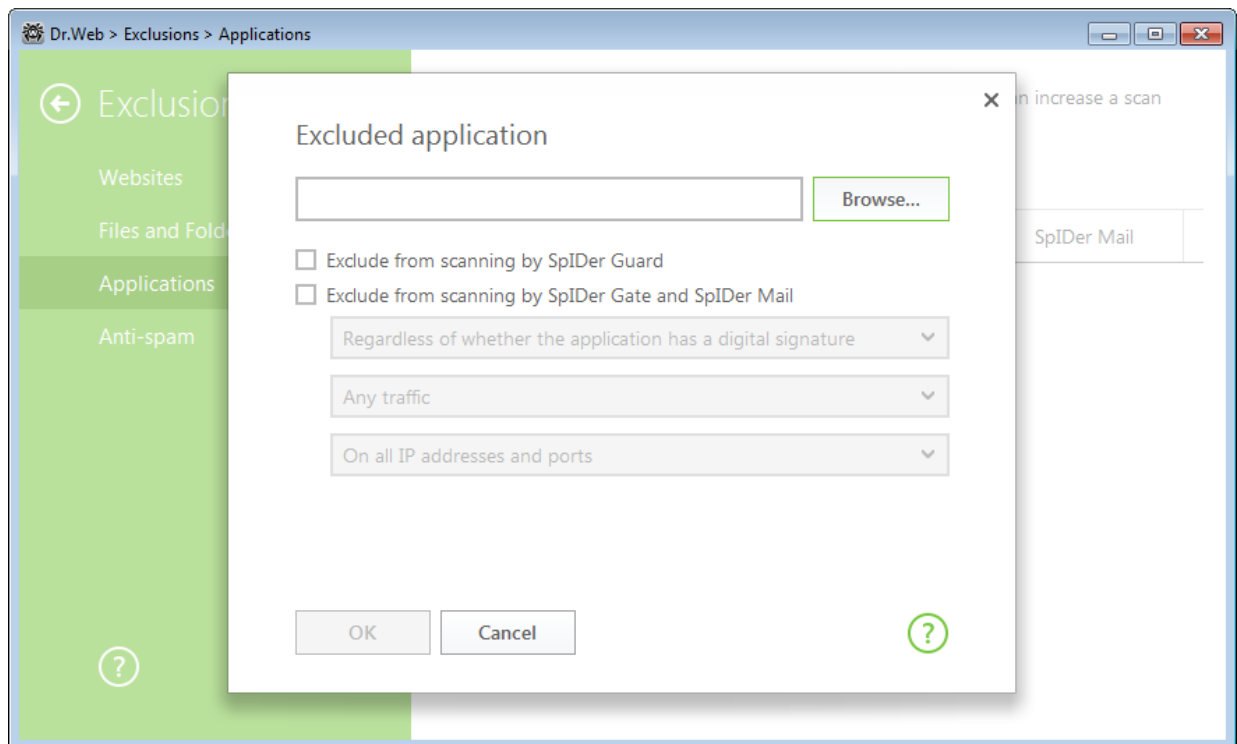 Dr.Web > Exclusions > Applications
Exclusion
Websites
Files and Fold
Applications
Anti-spam
?
n increase a scan
SpIDer Mail
Excluded application
Browse...
Exclude from scanning by SpIDer Guard
Exclude from scanning by SpIDer Gate and SpIDer Mail
Regardless of whether the application has a digital signature
Any traffic
On all IP addresses and ports
OK
Cancel
?